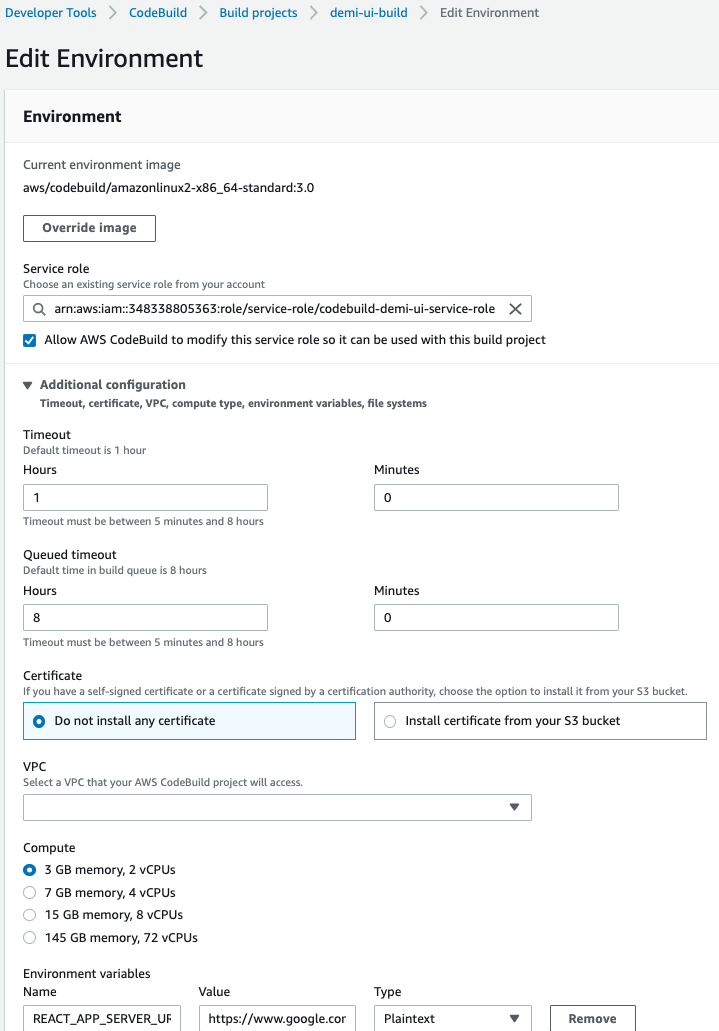 Developer Tools > CodeBuild > Build projects > demi-ui-build > Edit Environment
Edit Environment
Environment
Current environment image
aws/codebuild/amazonlinux2-x86_64-standard:3.0
Override image
Service role
Choose an existing service role from your account
arn:aws:iam::348338805363:role/service-role/codebuild-demi-ui-service-role
Allow AWS CodeBuild to modify this service role so it can be used with this build project
Additional configuration
Timeout, certificate, VPC, compute type, environment variables, file systems
Timeout
Default timeout is 1 hour
Hours Minutes
1 0
Timeout must be between 5 minutes and 8 hours
Queued timeout
Default time in build queue is 8 hours
Hours Minutes
8 0
Timeout must be between 5 minutes and 8 hours
Certificate
If you have a self-signed certificate or a certificate signed by a certification authority, choose the option to install it from your S3 bucket.
Do not install any certificate Install certificate from your S3 bucket
VPC
Select a VPC that your AWS CodeBuild project will access.
Compute
3 GB memory, 2 vCPUs
7 GB memory, 4 vCPUs
15 GB memory, 8 vCPUs
145 GB memory, 72 vCPUs
Environment variables
Name Value Type
REACT_APP_SERVER_UR https://www.google.cor Plaintext Remove